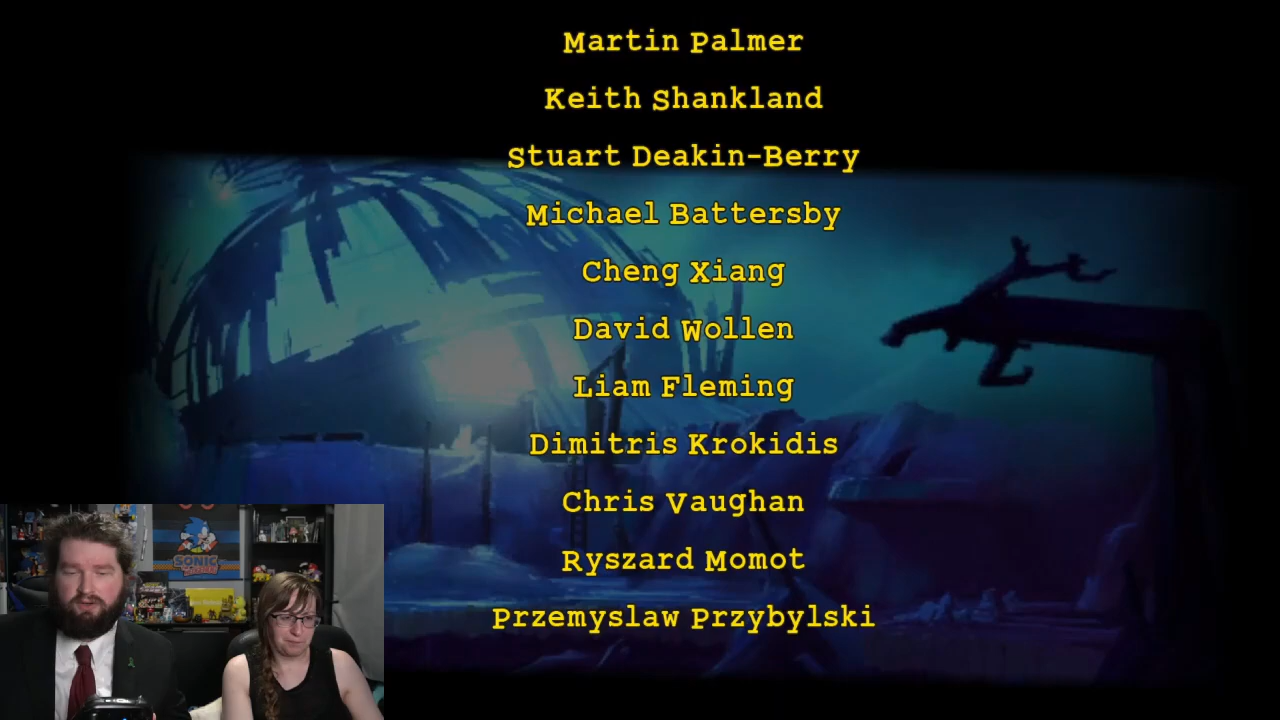 Martin Palmer
Keith Shankland
Stuart Deakin-Berry
Michael Battersby
Cheng Xiang
David Wollen
Liam Fleming
Dimitris Krokidis
Chris Vaughan
Ryszard Momot
Przemyslaw Przybylski
SONIC